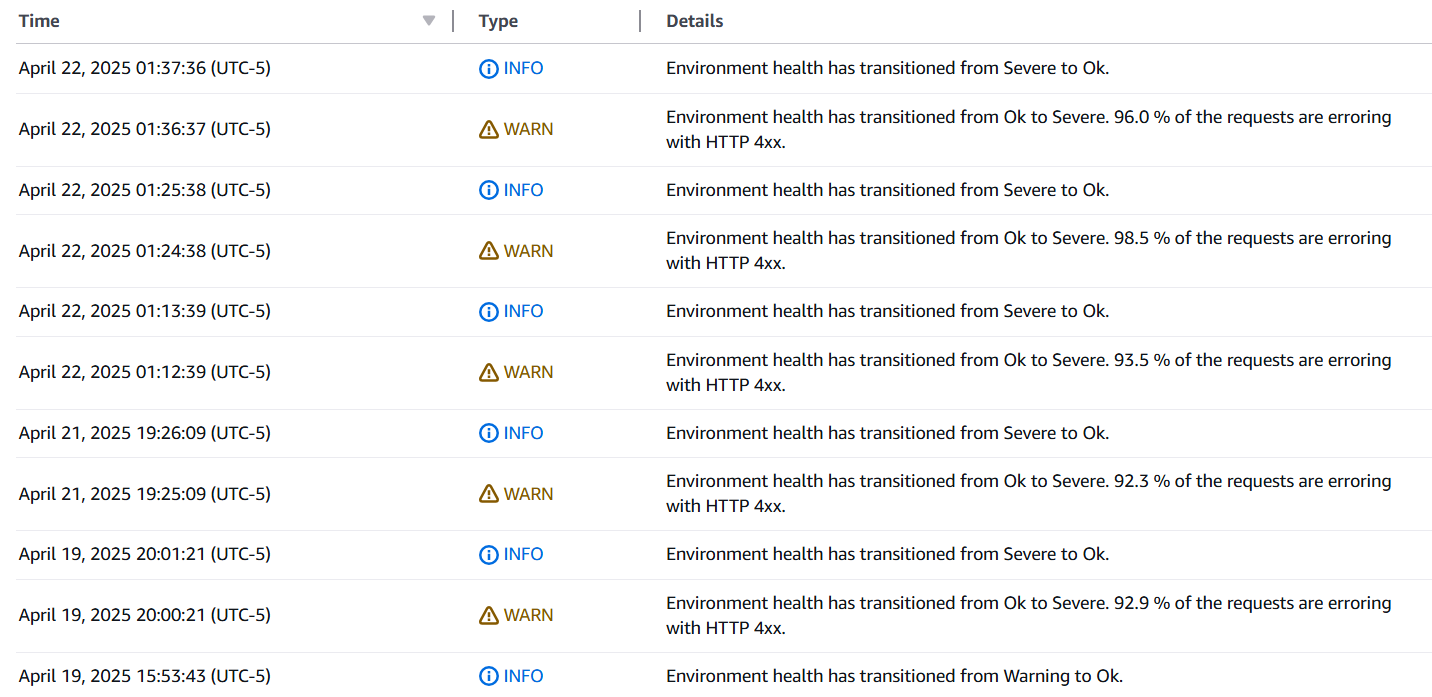 Time Type Details
April 22, 2025 01:37:36 (UTC-5) INFO Environment health has transitioned from Severe to Ok.
April 22, 2025 01:36:37 (UTC-5) WARN Environment health has transitioned from Ok to Severe. 96.0 % of the requests are erroring
with HTTP 4xx.
April 22, 2025 01:25:38 (UTC-5) INFO Environment health has transitioned from Severe to Ok.
April 22, 2025 01:24:38 (UTC-5) WARN Environment health has transitioned from Ok to Severe. 98.5 % of the requests are erroring
with HTTP 4xx.
April 22, 2025 01:13:39 (UTC-5) INFO Environment health has transitioned from Severe to Ok.
April 22, 2025 01:12:39 (UTC-5) WARN Environment health has transitioned from Ok to Severe. 93.5 % of the requests are erroring
with HTTP 4xx.
April 21, 2025 19:26:09 (UTC-5) INFO Environment health has transitioned from Severe to Ok.
April 21, 2025 19:25:09 (UTC-5) WARN Environment health has transitioned from Ok to Severe. 92.3 % of the requests are erroring
with HTTP 4xx.
April 19, 2025 20:01:21 (UTC-5) INFO Environment health has transitioned from Severe to Ok.
April 19, 2025 20:00:21 (UTC-5) WARN Environment health has transitioned from Ok to Severe. 92.9 % of the requests are erroring
with HTTP 4xx.
April 19, 2025 15:53:43 (UTC-5) INFO Environment health has transitioned from Warning to Ok.